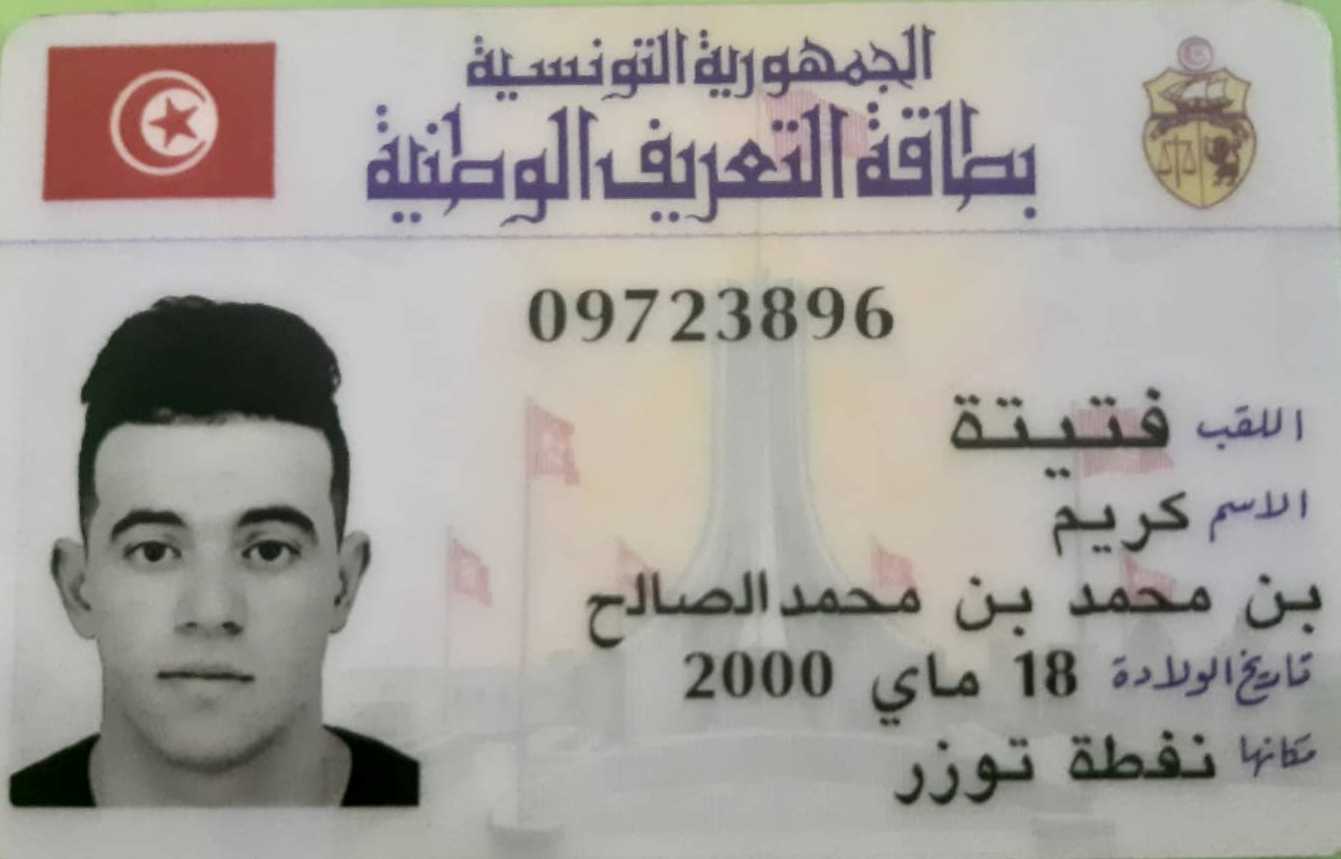 الجمهورية التونسية
بطاقة التعريف الوطنية
09723896
اللقب فتيتة
الاسم كريم
بن محمد بن محمد الصالح
تاريخ الولادة 18 ماي 2000
مكانها نفطة توزر